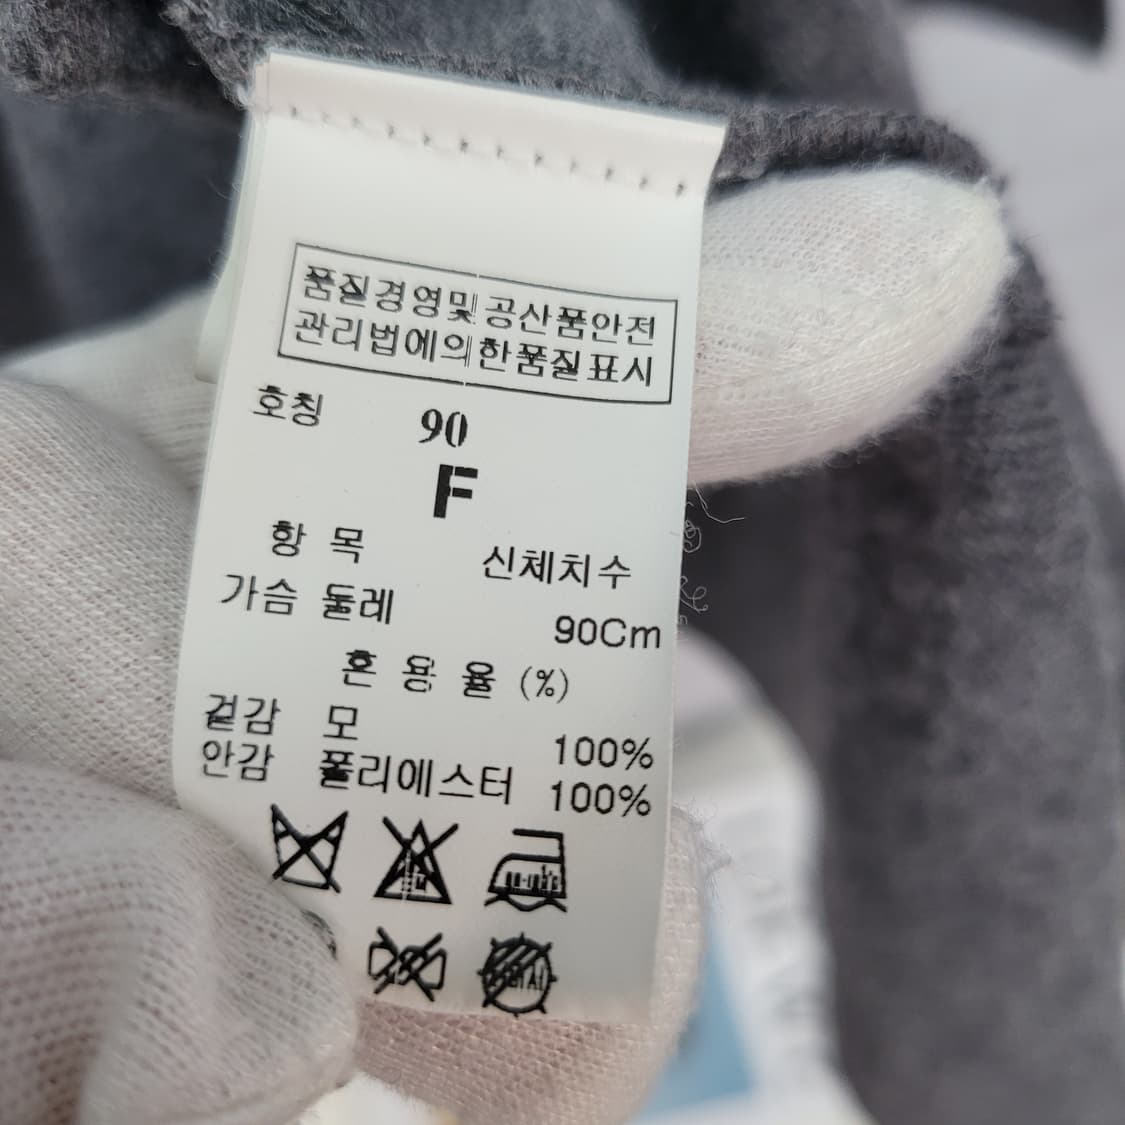 품질경영및공산품안전
관리법에의한품질표시
호칭 90
F
항 목 신체치수
가슴 둘레 90Cm
혼 용 율 (%)
겉감 모 100%
안감 폴리에스터 100%